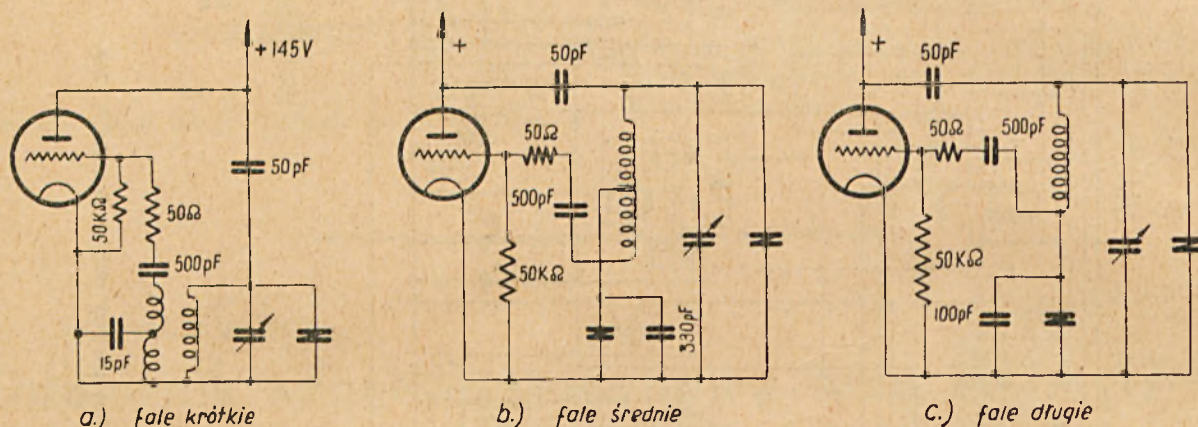 +145V
50pF
50KΩ
50Ω
500pF
15pF
a.) fale krótkie
+
50pF
50Ω
500pF
50KΩ
330pF
b.) fale średnie
+
50pF
50Ω
500pF
50KΩ
100pF
c.) fale długie